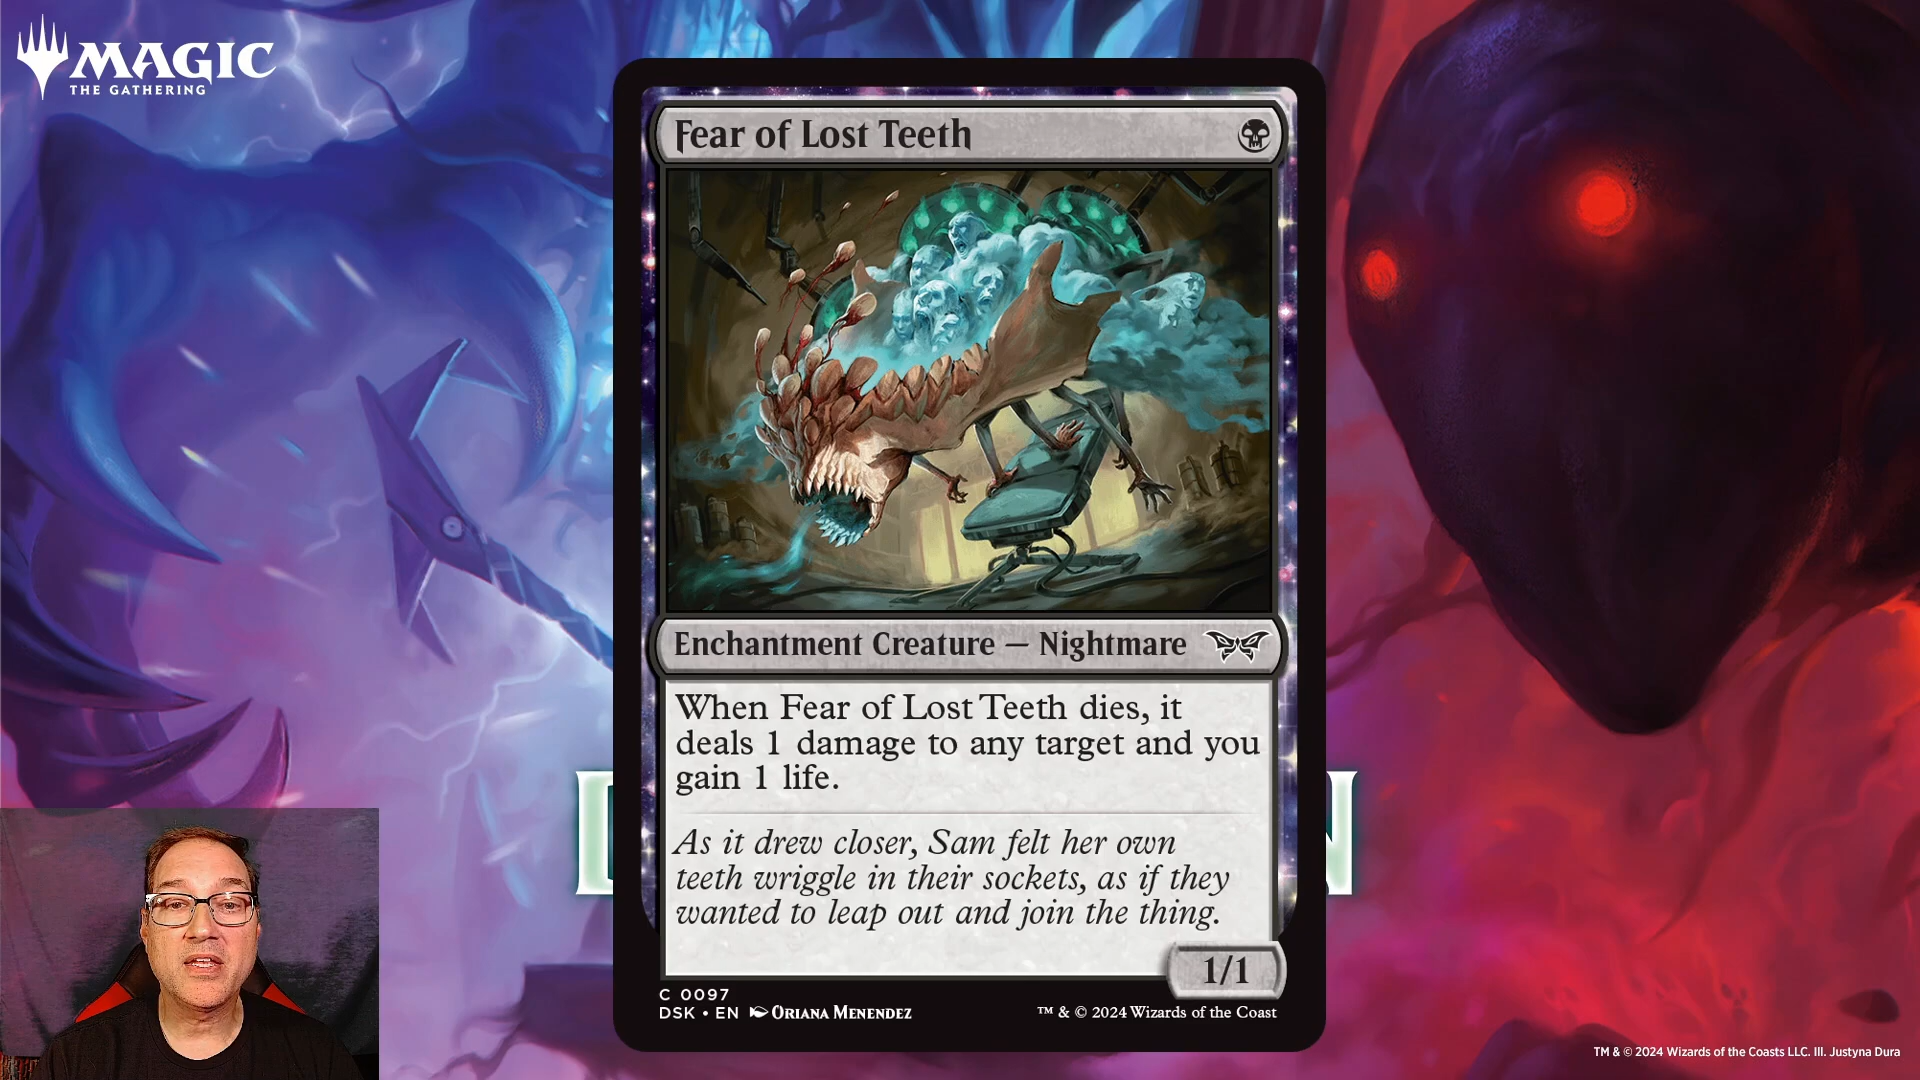 MAGIC
THE GATHERING
Fear of Lost Teeth
Enchantment Creature — Nightmare
When Fear of Lost Teeth dies, it
deals 1 damage to any target and you
gain 1 life.
As it drew closer, Sam felt her own
teeth wriggle in their sockets, as if they
wanted to leap out and join the thing.
1/1
C 0097
DSK • EN Oriana Menendez
™ & © 2024 Wizards of the Coast
TM & © 2024 Wizards of the Coasts LLC. Ill. Justyna Dura